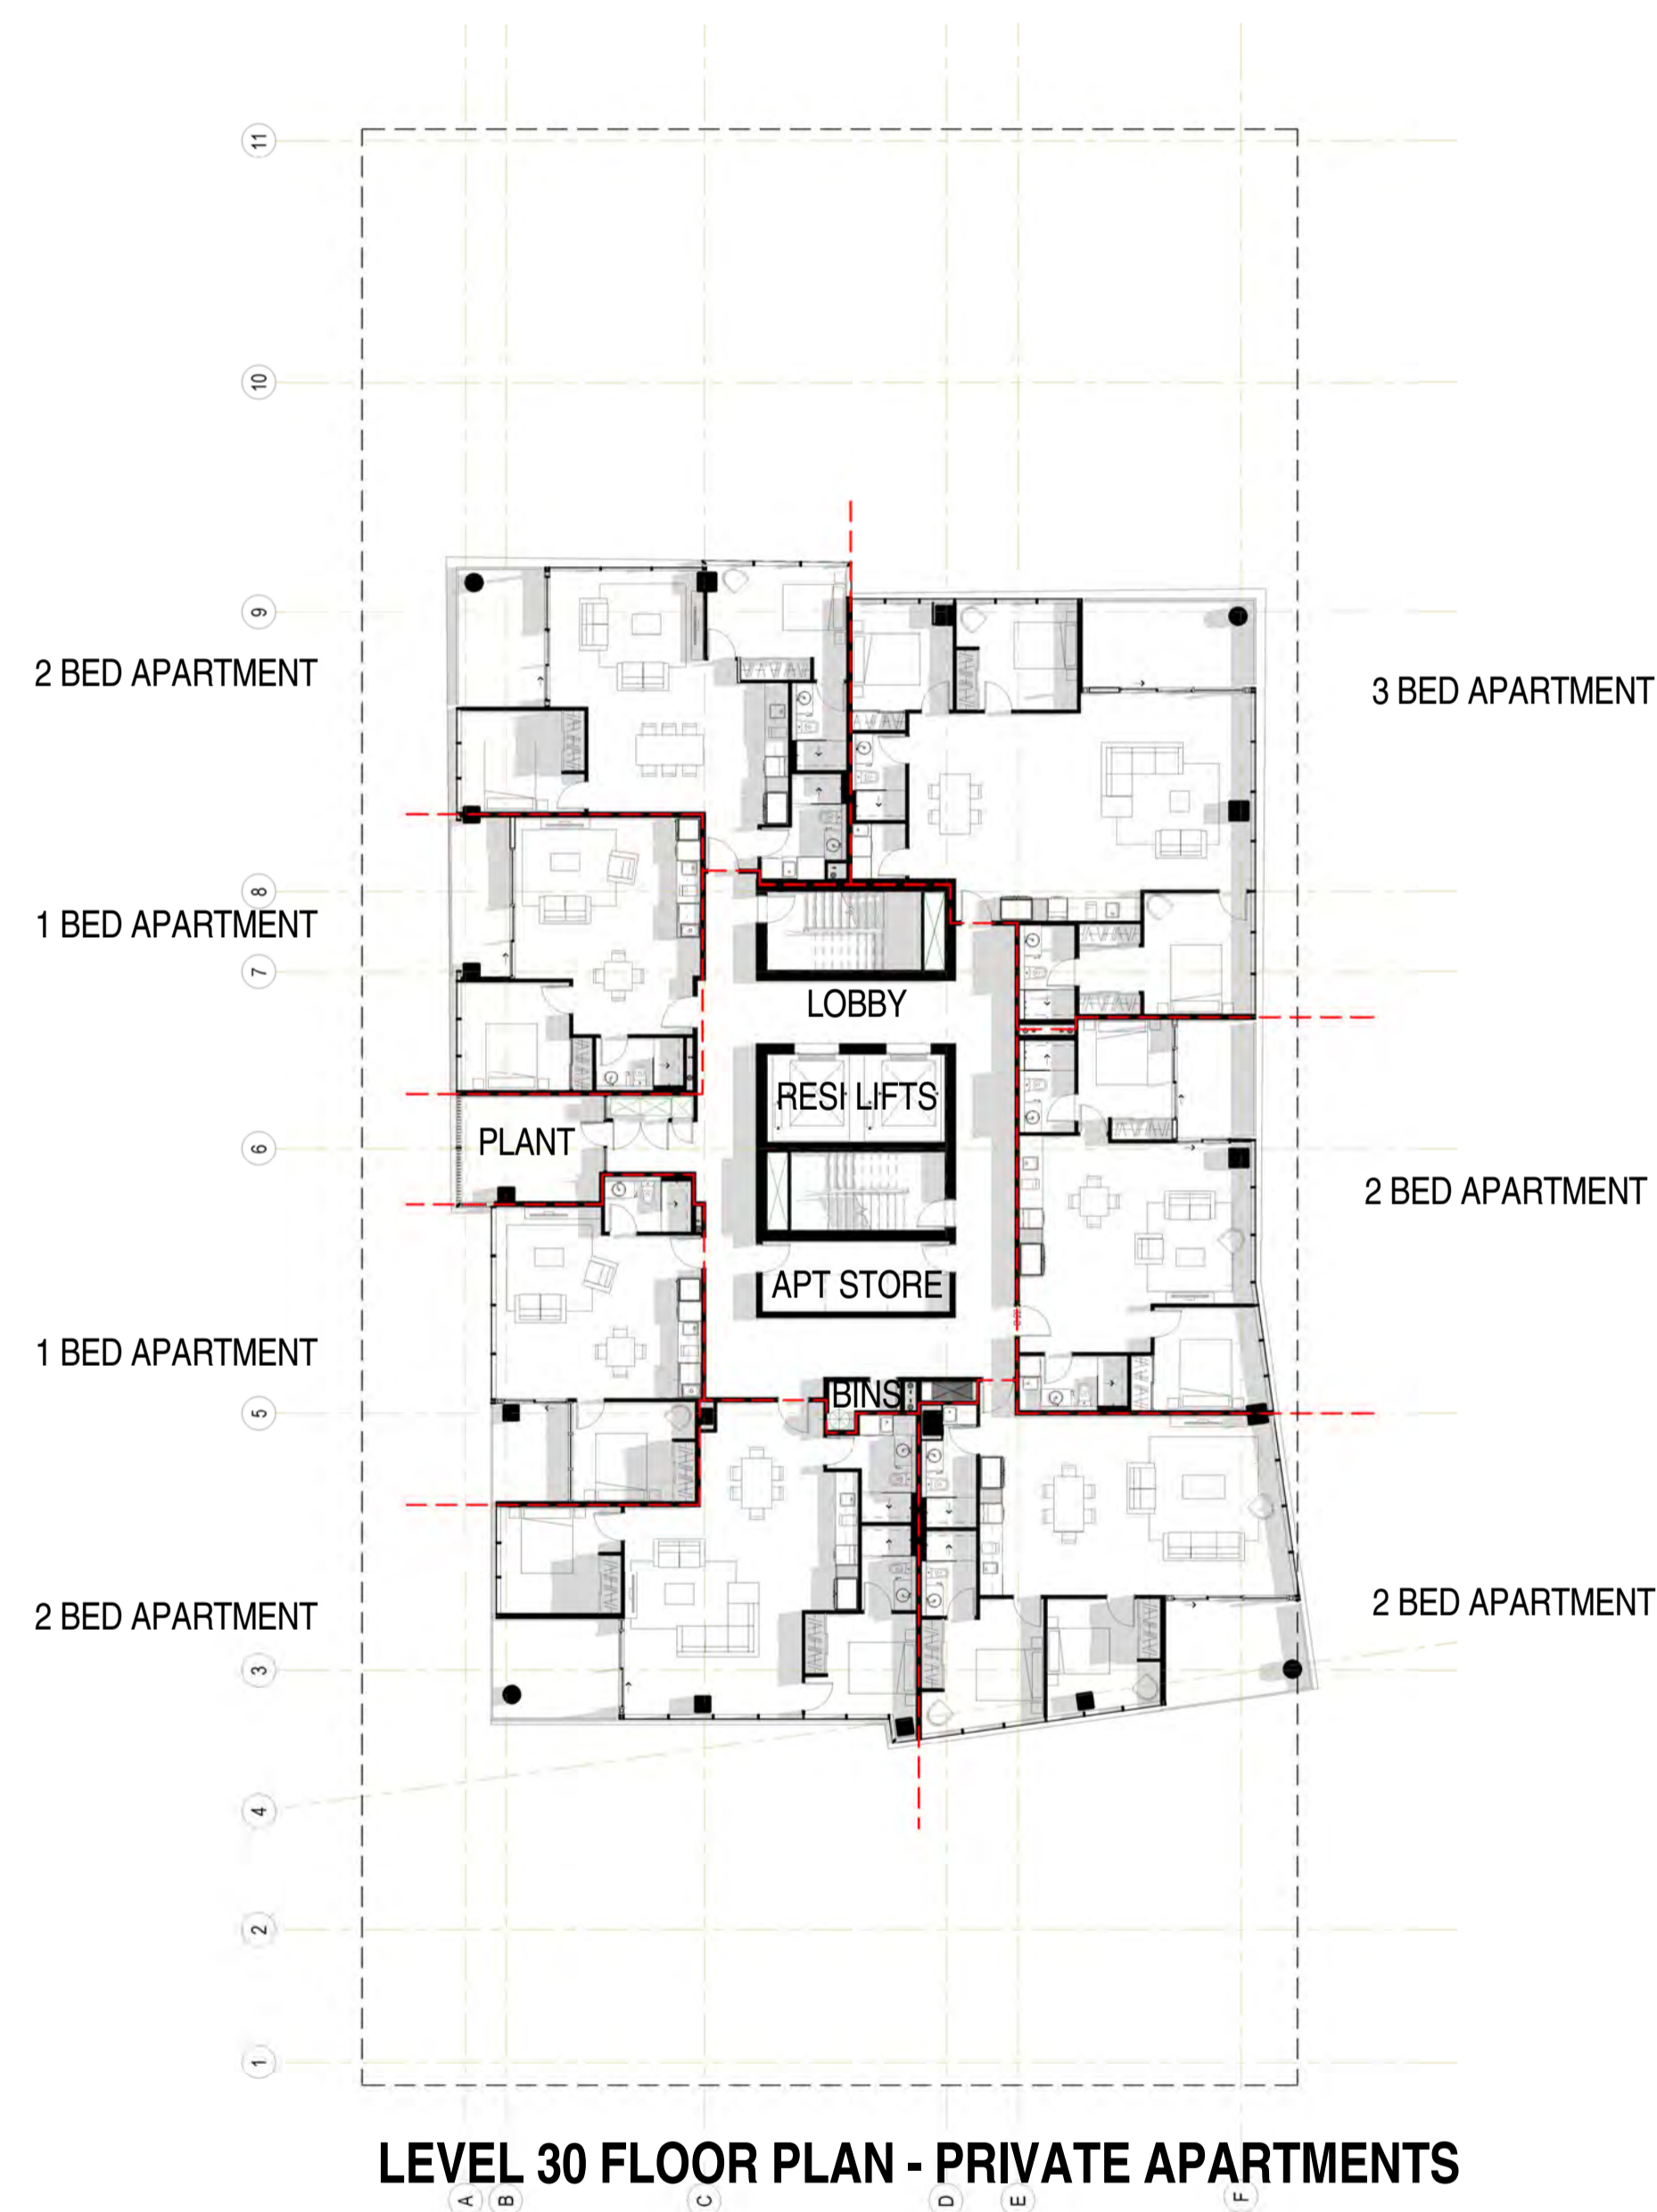 11
10
9
2 BED APARTMENT
3 BED APARTMENT
8
1 BED APARTMENT
7
LOBBY
RESI LIFTS
PLANT
6
2 BED APARTMENT
APT STORE
1 BED APARTMENT
BINS
5
2 BED APARTMENT
2 BED APARTMENT
3
4
2
1
LEVEL 30 FLOOR PLAN - PRIVATE APARTMENTS
A B C D E F